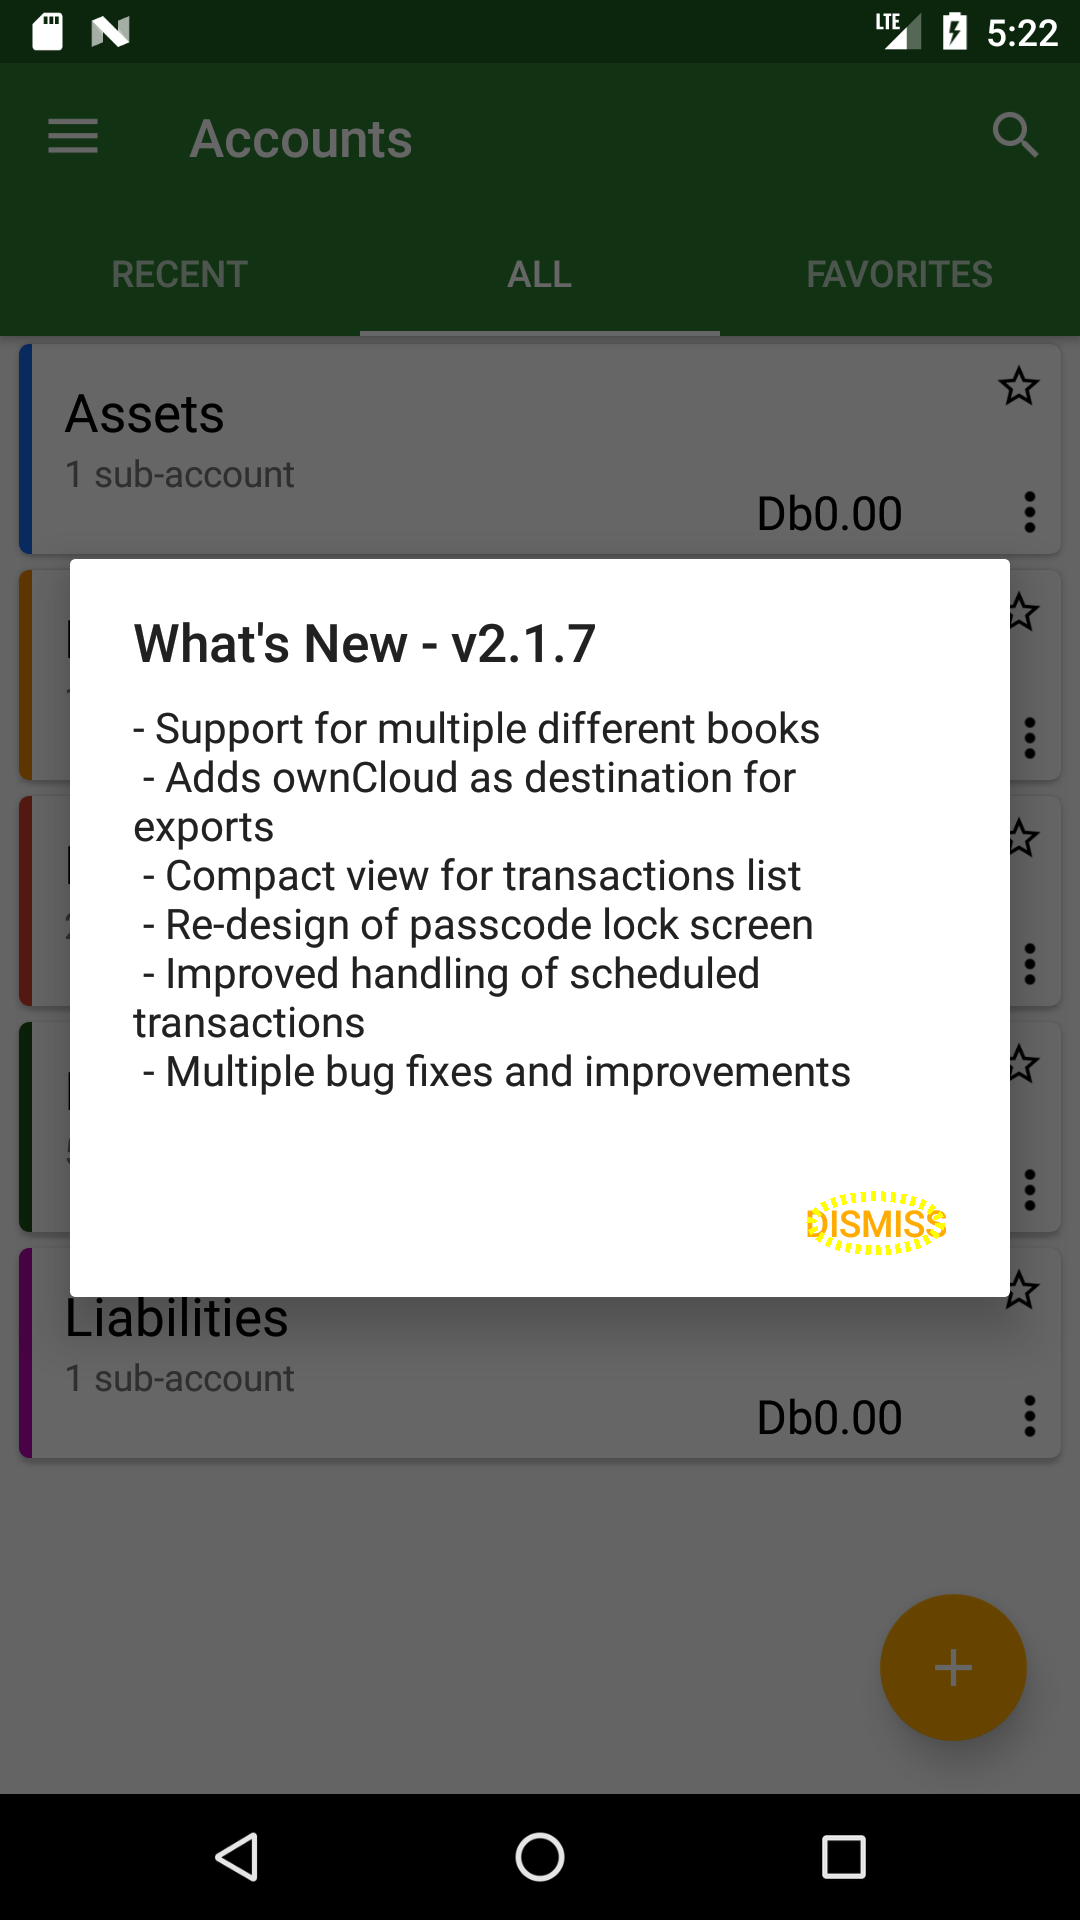 LTE 5:22
Accounts
RECENT ALL FAVORITES
Assets
1 sub-account
Db0.00
What's New - v2.1.7
- Support for multiple different books
- Adds ownCloud as destination for
exports
- Compact view for transactions list
- Re-design of passcode lock screen
- Improved handling of scheduled
transactions
- Multiple bug fixes and improvements
DISMISS
Liabilities
1 sub-account
Db0.00